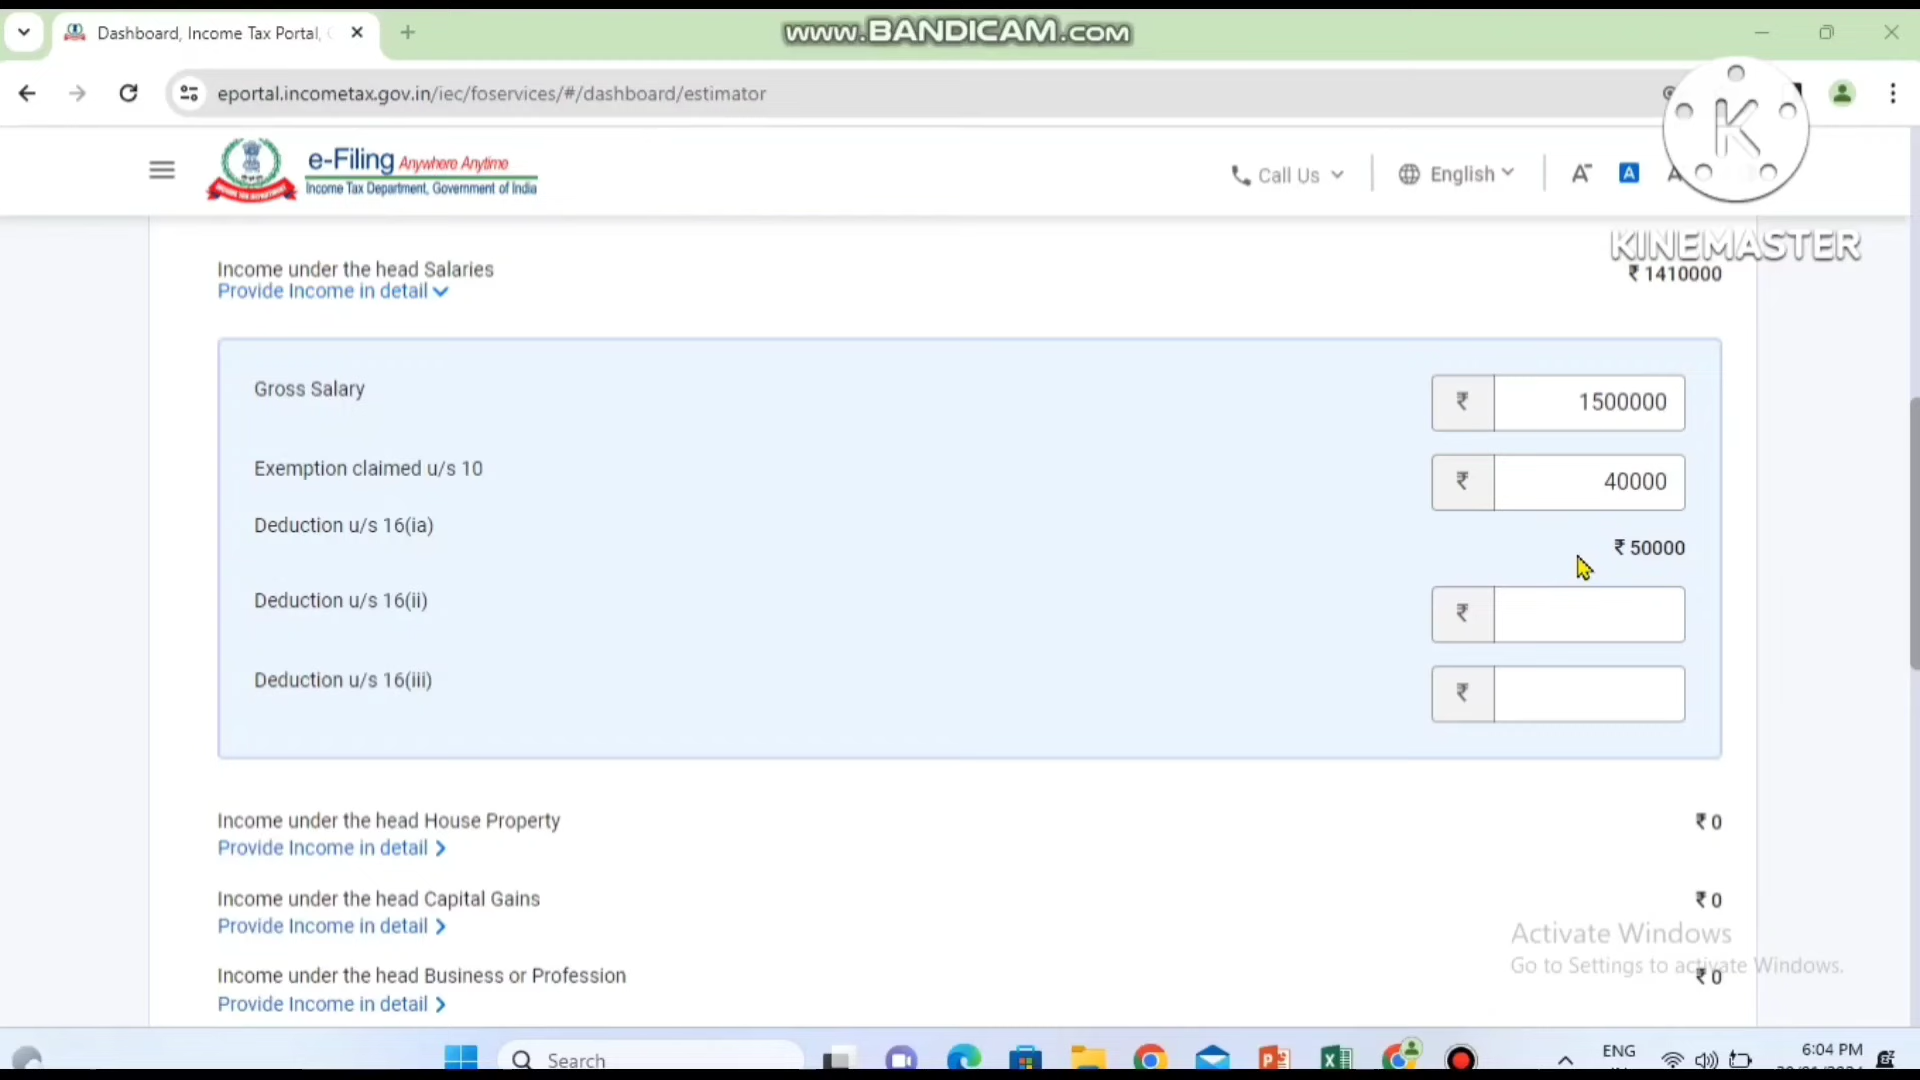 Dashboard, Income Tax Portal,
www.BANDICAM.com
eportal.incometax.gov.in/iec/foservices/#/dashboard/estimator
e-Filing Anywhere Anytime
Income Tax Department, Government of India
Call Us
English
A-
A
K
KINEMASTER
Income under the head Salaries
₹ 1410000
Provide Income in detail
Gross Salary
₹ 1500000
Exemption claimed u/s 10
₹ 40000
Deduction u/s 16(ia)
₹ 50000
Deduction u/s 16(ii)
₹
Deduction u/s 16(iii)
₹
Income under the head House Property
₹ 0
Provide Income in detail
Income under the head Capital Gains
₹ 0
Provide Income in detail
Activate Windows
Go to Settings to activate Windows.
Income under the head Business or Profession
₹ 0
Provide Income in detail
Search
ENG
6:04 PM